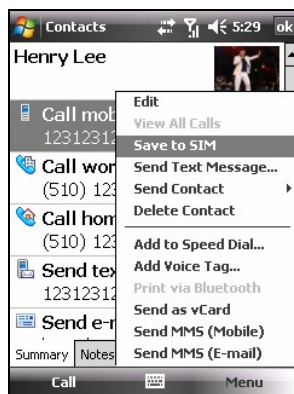 Contacts 5:29 ok
Henry Lee
Call mob
12312312
Call wor
(510) 123
Call hom
(510) 123
Send tex
12312312
Send e-m
Edit
View All Calls
Save to SIM
Send Text Message...
Send Contact
Delete Contact
Add to Speed Dial...
Add Voice Tag...
Print via Bluetooth
Send as vCard
Send MMS (Mobile)
Send MMS (E-mail)
Summary Notes
Call Menu